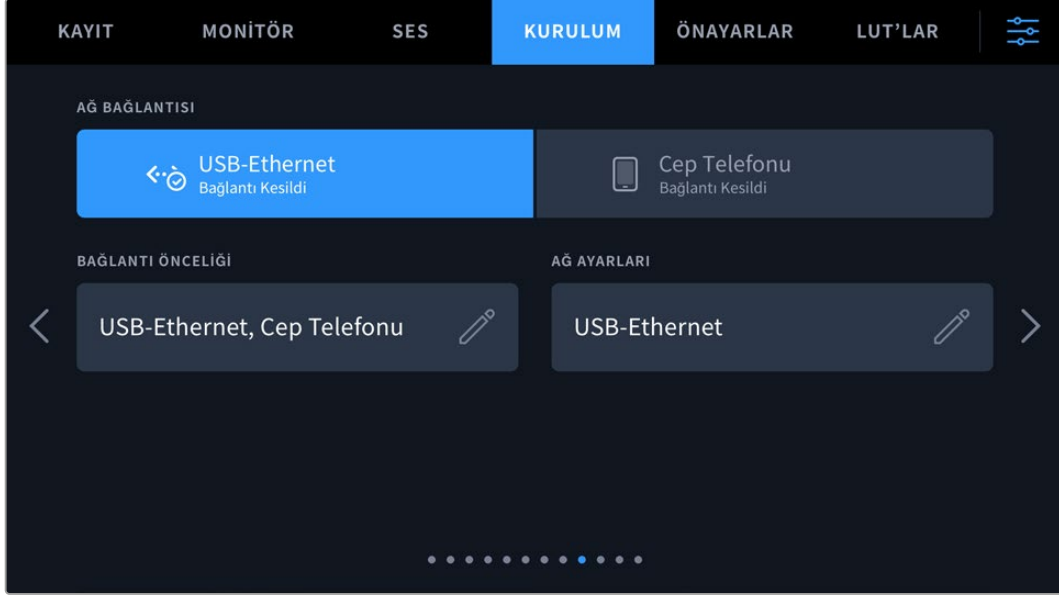 KAYIT MONİTÖR SES KURULUM ÖNAYARLAR LUT’LAR
AĞ BAĞLANTISI
USB-Ethernet
Bağlantı Kesildi
Cep Telefonu
Bağlantı Kesildi
BAĞLANTI ÖNCELİĞİ
USB-Ethernet, Cep Telefonu
AĞ AYARLARI
USB-Ethernet